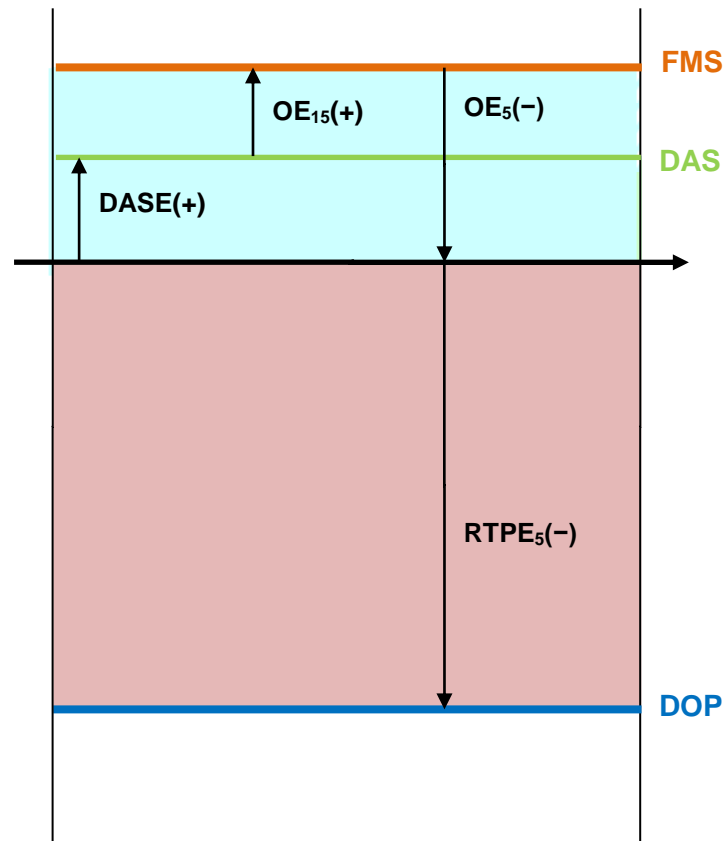 FMS
OE₁₅(+)
OE₅(−)
DAS
DASE(+)
RTPE₅(−)
DOP